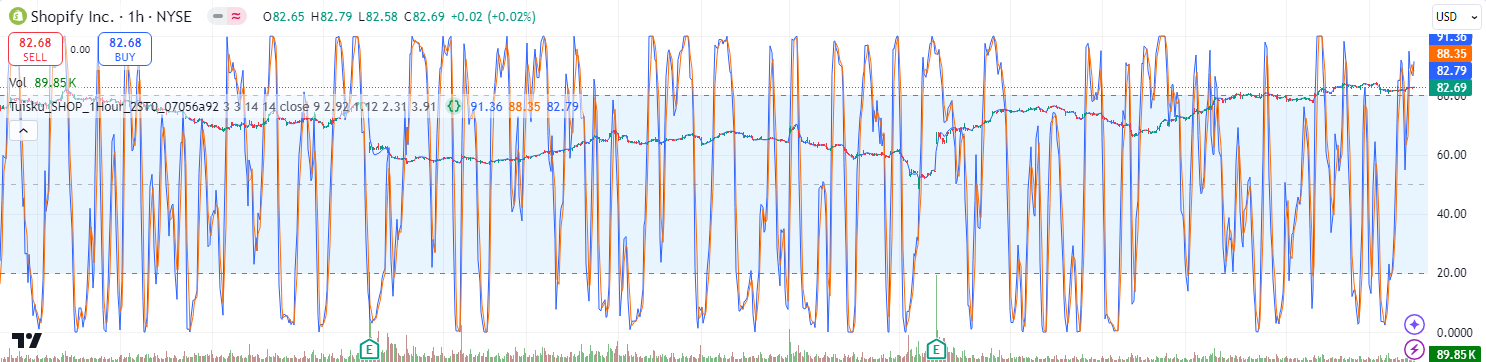 Shopify Inc. · 1h · NYSE
O82.65 H82.79 L82.58 C82.69 +0.02 (+0.02%)
USD
82.68
SELL
0.00
82.68
BUY
Vol 89.85K
Tuisku_SHOP_1Hour_2ST0_07056a92 3 3 14 14 close 9 2.92 1.12 2.31 3.91 {} 91.36 88.35 82.79
91.36
88.35
82.79
82.69
80.00
60.00
40.00
20.00
0.0000
89.85K
E
E